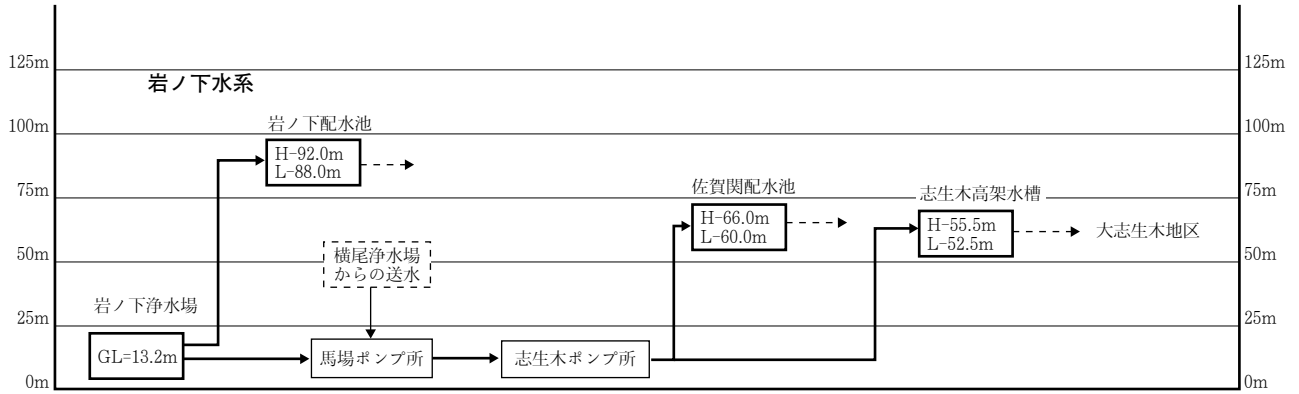 125m
125m
岩ノ下水系
岩ノ下配水池
100m
100m
H-92.0m
L-88.0m
佐賀関配水池
志生木高架水槽
75m
75m
H-66.0m
L-60.0m
H-55.5m
L-52.5m
大志生木地区
横尾浄水場
からの送水
50m
50m
岩ノ下浄水場
25m
25m
GL=13.2m
馬場ポンプ所
志生木ポンプ所
0m
0m